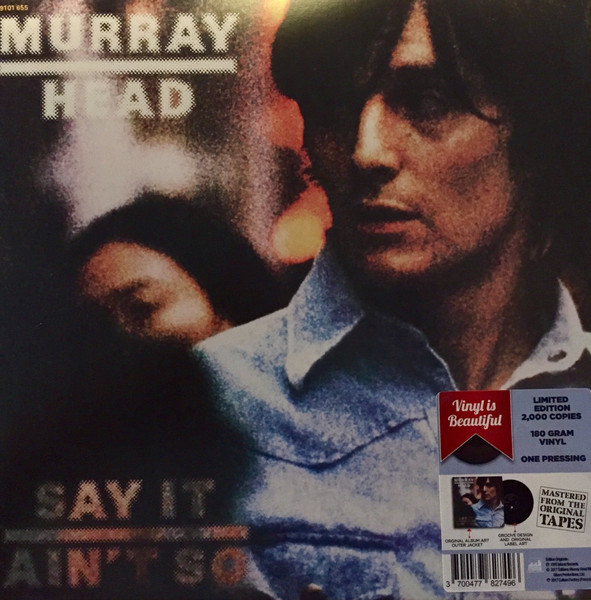 9101 655
MURRAY
HEAD
SAY IT
AIN'T SO
Vinyl is
Beautiful
LIMITED
EDITION
2,000 COPIES
180 GRAM
VINYL
ONE PRESSING
ORIGINAL ALBUM ART
OUTER JACKET
GROOVE DESIGN
AND ORIGINAL
LABEL ART
MASTERED
FROM THE
ORIGINAL
TAPES
3 700477 827496